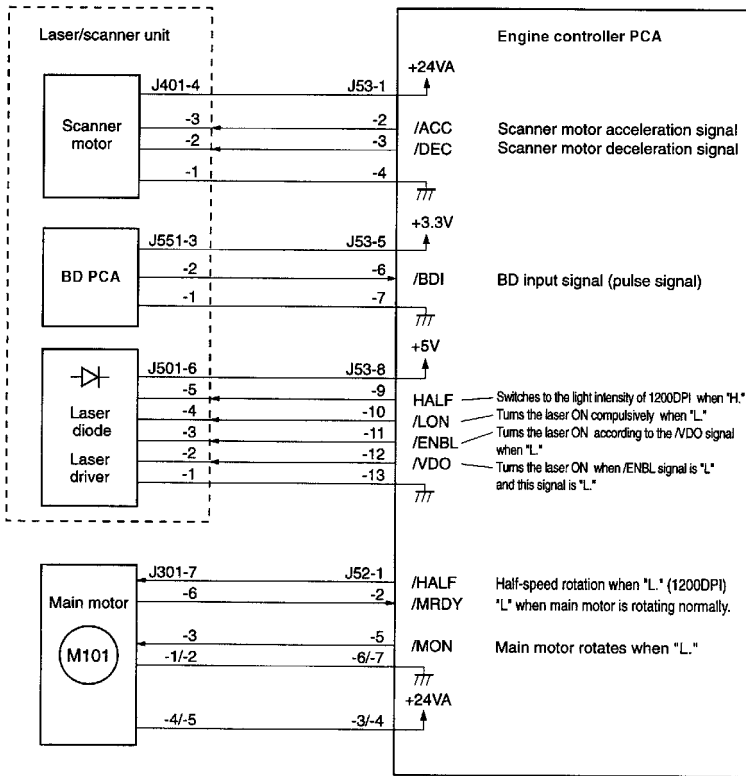 Laser/scanner unit
Engine controller PCA
+24VA
J401-4 J53-1
Scanner motor
-3 -2 /ACC Scanner motor acceleration signal
-2 -3 /DEC Scanner motor deceleration signal
-1 -4
+3.3V
J551-3 J53-5
BD PCA
-2 -6 /BDI BD input signal (pulse signal)
-1 -7
+5V
J501-6 J53-8
-5 -9 HALF Switches to the light intensity of 1200DPI when "H."
Laser diode
-4 -10 /LON Turns the laser ON compulsively when "L."
-3 -11 /ENBL Turns the laser ON according to the /VDO signal
when "L"
Laser driver
-2 -12 /VDO Turns the laser ON when /ENBL signal is "L"
and this signal is "L."
-1 -13
J301-7 J52-1 /HALF Half-speed rotation when "L." (1200DPI)
Main motor
-6 -2 /MRDY "L" when main motor is rotating normally.
M101
-3 -5 /MON Main motor rotates when "L."
-1/-2 -6/-7
+24VA
-4/-5 -3/-4